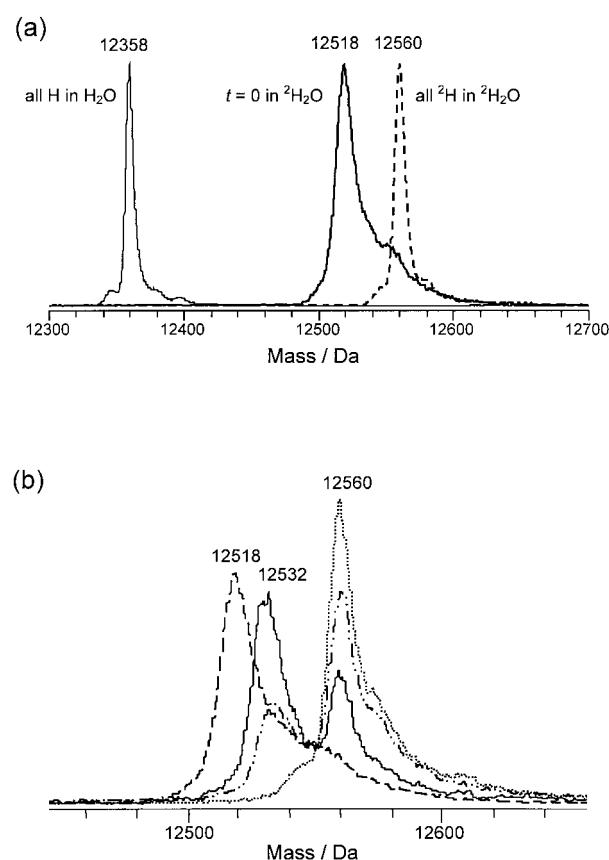 (a)
12358 12518 12560
all H in H₂O t = 0 in ²H₂O all ²H in ²H₂O
12300 12400 12500 12600 12700
Mass / Da
(b)
12560
12518
12532
12500 12600
Mass / Da